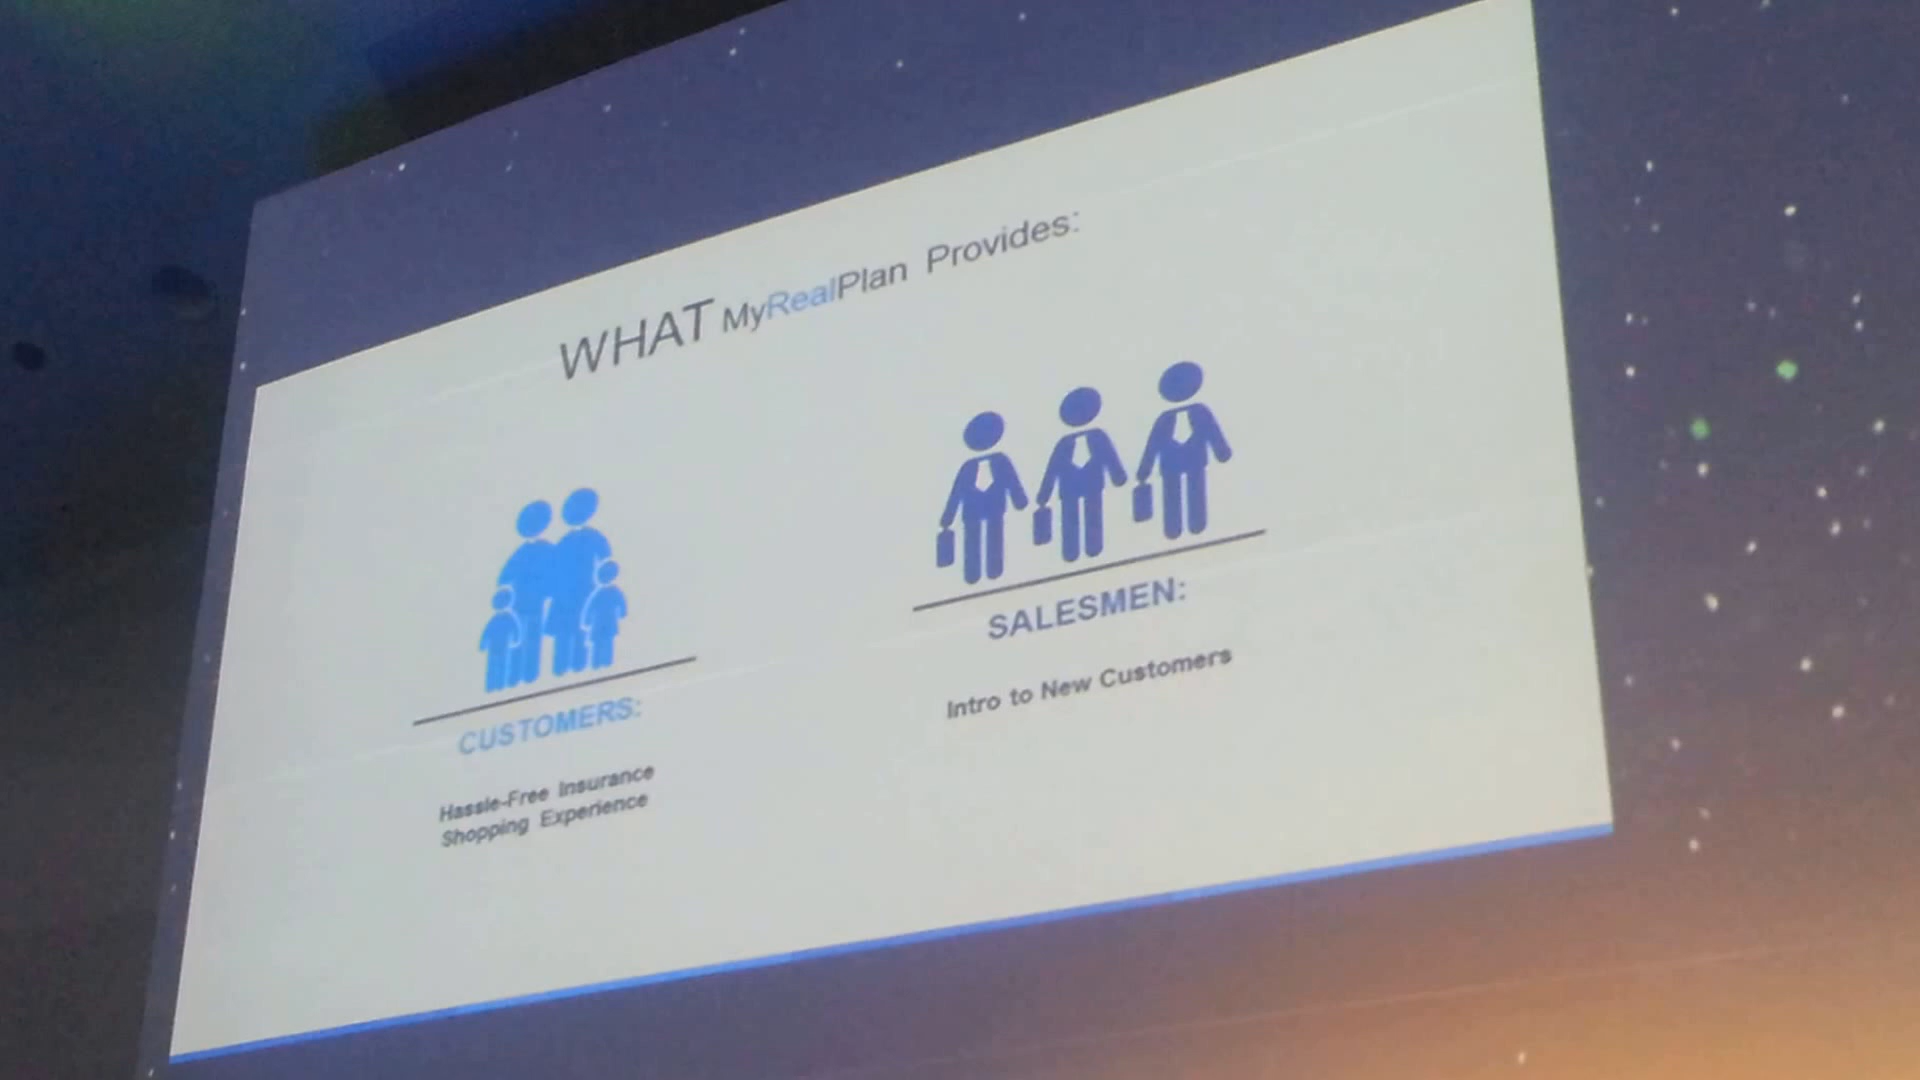 WHAT MyRealPlan Provides:
CUSTOMERS:
Hassle-Free Insurance
Shopping Experience
SALESMEN:
Intro to New Customers